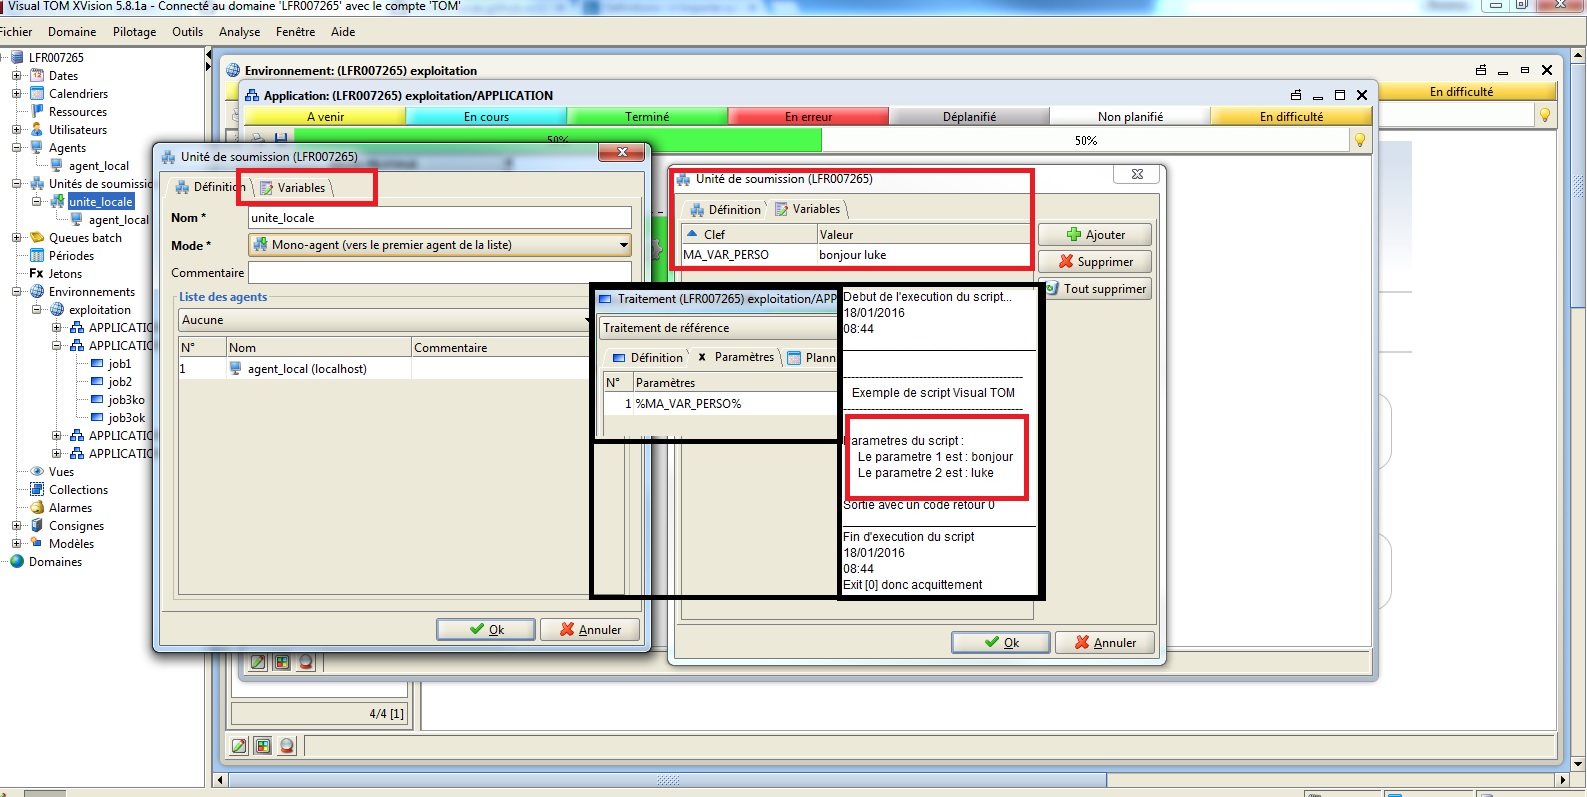 Visual TOM XVision 5.8.1a - Connecté au domaine 'LFR007265' avec le compte 'TOM'
Fichier Domaine Pilotage Outils Analyse Fenêtre Aide
LFR007265
Dates
Calendriers
Ressources
Utilisateurs
Agents
agent_local
Unités de soumissio
unite_locale
agent_local
Queues batch
Périodes
Fx Jetons
Environnements
exploitation
APPLICATIO
APPLICATIO
job1
job2
job3ko
job3ok
APPLICATIO
APPLICATIO
Vues
Collections
Alarmes
Consignes
Modèles
Domaines
Environnement: (LFR007265) exploitation
En difficulté
Application: (LFR007265) exploitation/APPLICATION
A venir En cours Terminé En erreur Déplanifié Non planifié En difficulté
50% 50%
Unité de soumission (LFR007265)
Définition Variables
Nom * unite_locale
Mode * Mono-agent (vers le premier agent de la liste)
Commentaire
Liste des agents
Aucune
N° Nom Commentaire
1 agent_local (localhost)
Ok Annuler
Unité de soumission (LFR007265)
Définition Variables
Clef Valeur
MA_VAR_PERSO bonjour luke
Ajouter
Supprimer
Tout supprimer
Ok Annuler
Traitement (LFR007265) exploitation/APP
Traitement de référence
Définition x Paramètres Plann
N° Paramètres
1 %MA_VAR_PERSO%
Debut de l'execution du script...
18/01/2016
08:44
Exemple de script Visual TOM
Parametres du script :
Le parametre 1 est : bonjour
Le parametre 2 est : luke
Sortie avec un code retour 0
Fin d'execution du script
18/01/2016
08:44
Exit [0] donc acquittement
4/4 [1]